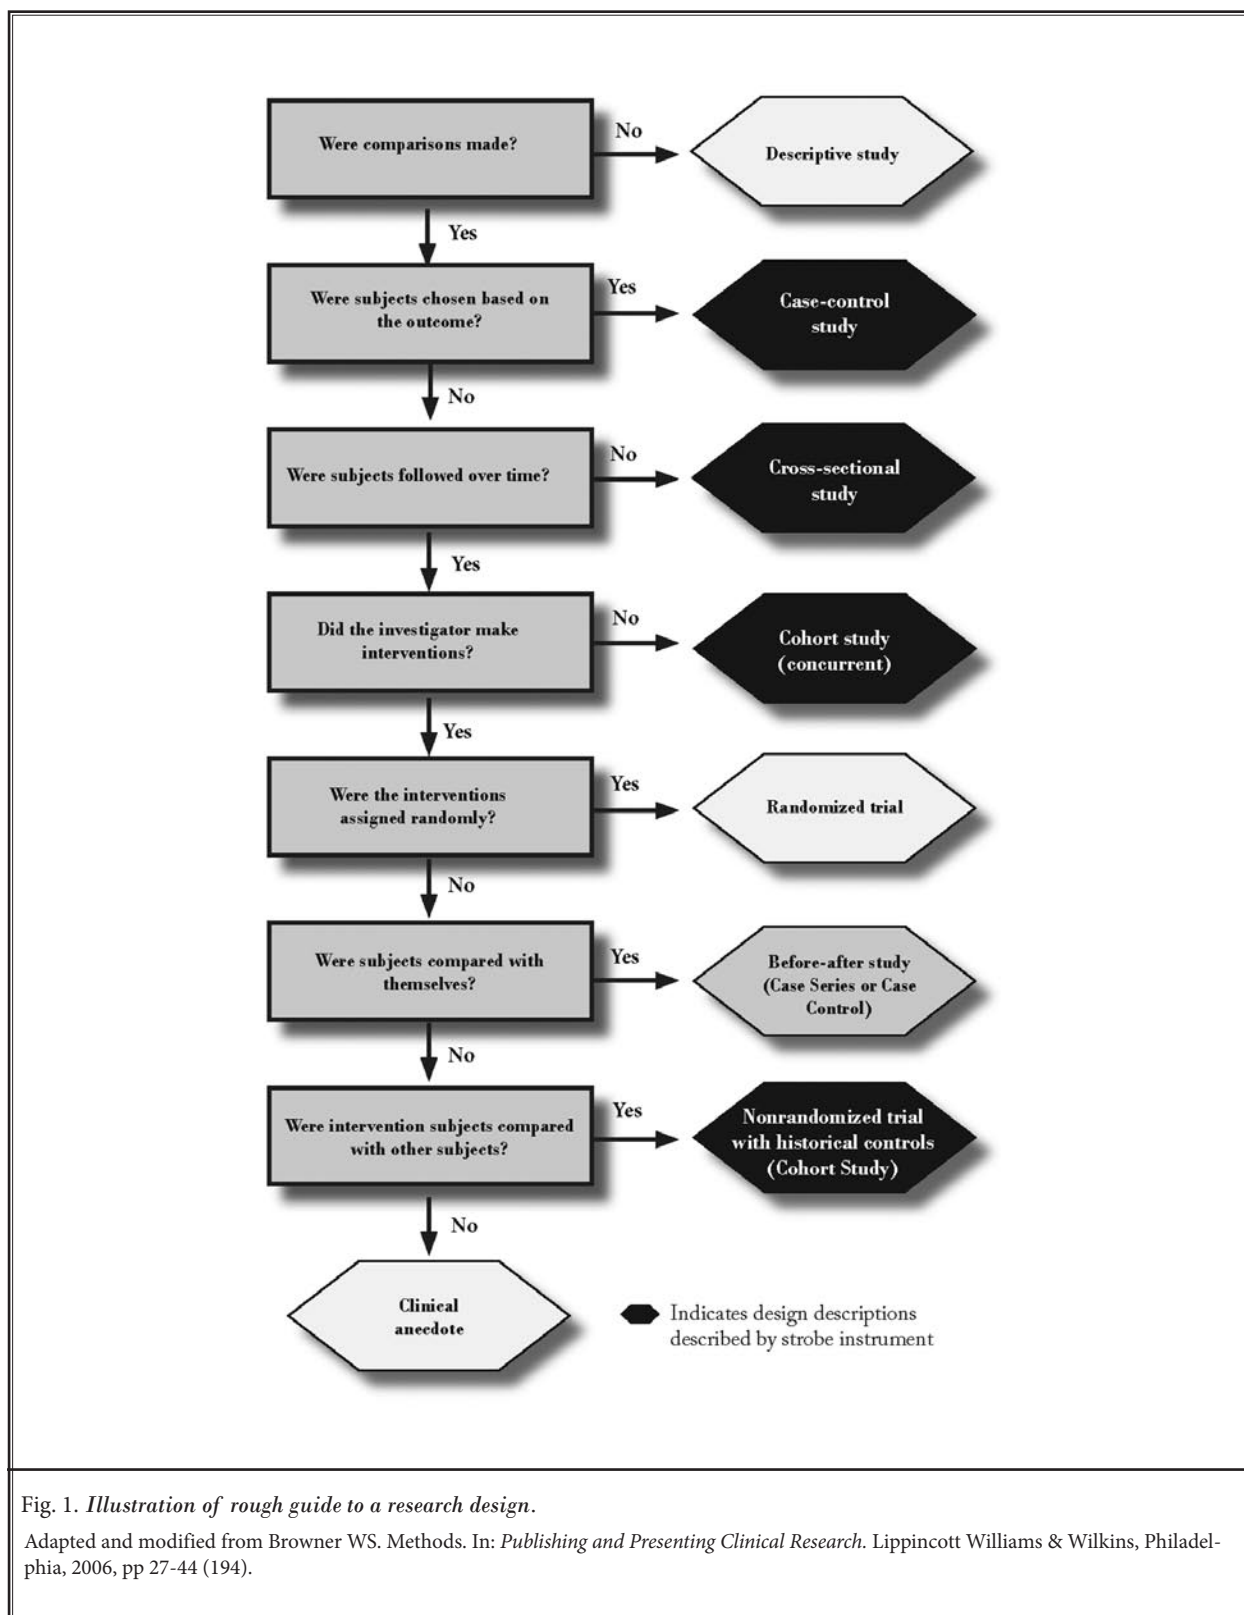 Were comparisons made?
No
Descriptive study
Yes
Were subjects chosen based on
the outcome?
Yes
Case-control
study
No
Were subjects followed over time?
No
Cross-sectional
study
Yes
Did the investigator make
interventions?
No
Cohort study
(concurrent)
Yes
Were the interventions
assigned randomly?
Yes
Randomized trial
No
Were subjects compared with
themselves?
Yes
Before-after study
(Case Series or Case
Control)
No
Were intervention subjects compared
with other subjects?
Yes
Nonrandomized trial
with historical controls
(Cohort Study)
No
Clinical
anecdote
Indicates design descriptions
described by strobe instrument
Fig. 1. Illustration of rough guide to a research design.
Adapted and modified from Browner WS. Methods. In: Publishing and Presenting Clinical Research. Lippincott Williams & Wilkins, Philadel-
phia, 2006, pp 27-44 (194).